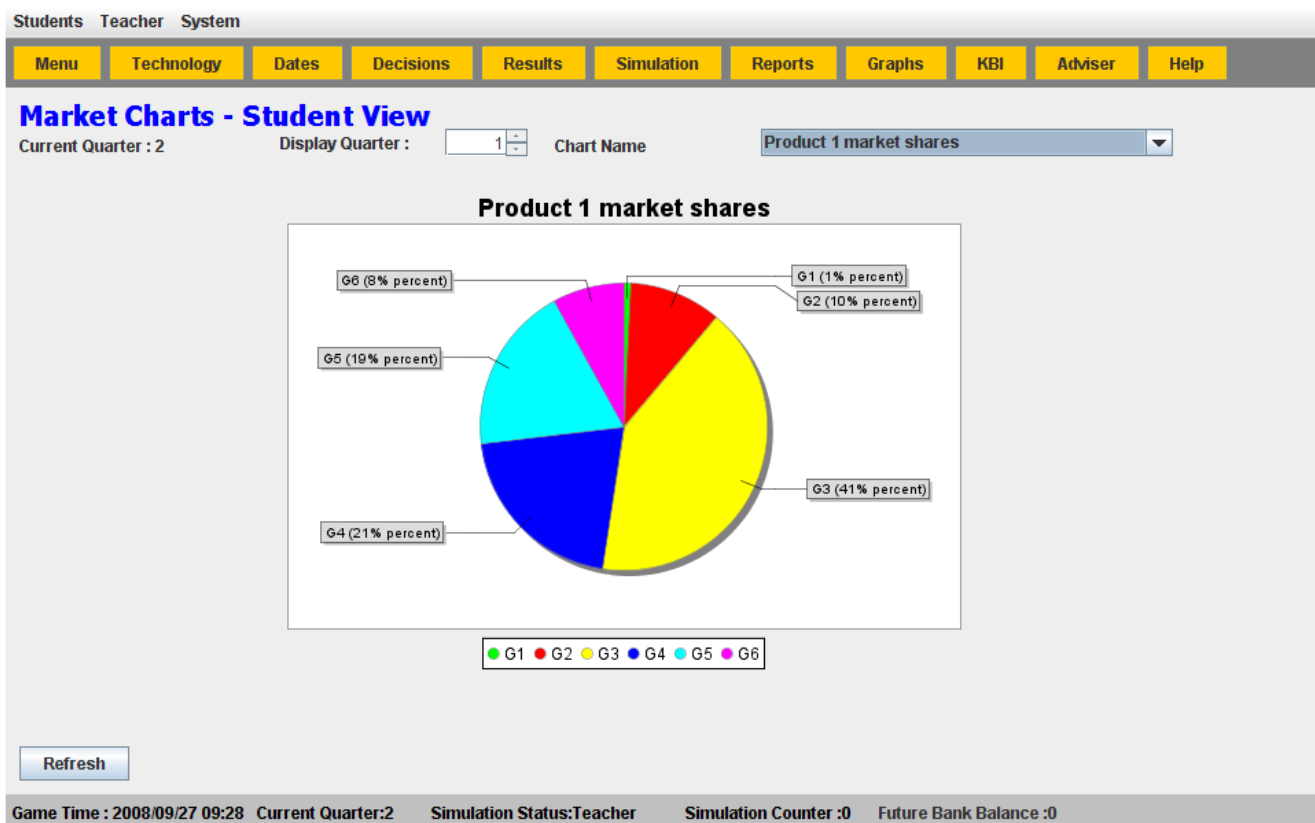 Students Teacher System
Menu Technology Dates Decisions Results Simulation Reports Graphs KBI Adviser Help
Market Charts - Student View
Current Quarter : 2 Display Quarter : 1 Chart Name Product 1 market shares
Product 1 market shares
G6 (8% percent) G1 (1% percent)
G2 (10% percent)
G5 (19% percent)
G3 (41% percent)
G4 (21% percent)
G1 G2 G3 G4 G5 G6
Refresh
Game Time : 2008/09/27 09:28 Current Quarter:2 Simulation Status:Teacher Simulation Counter :0 Future Bank Balance :0